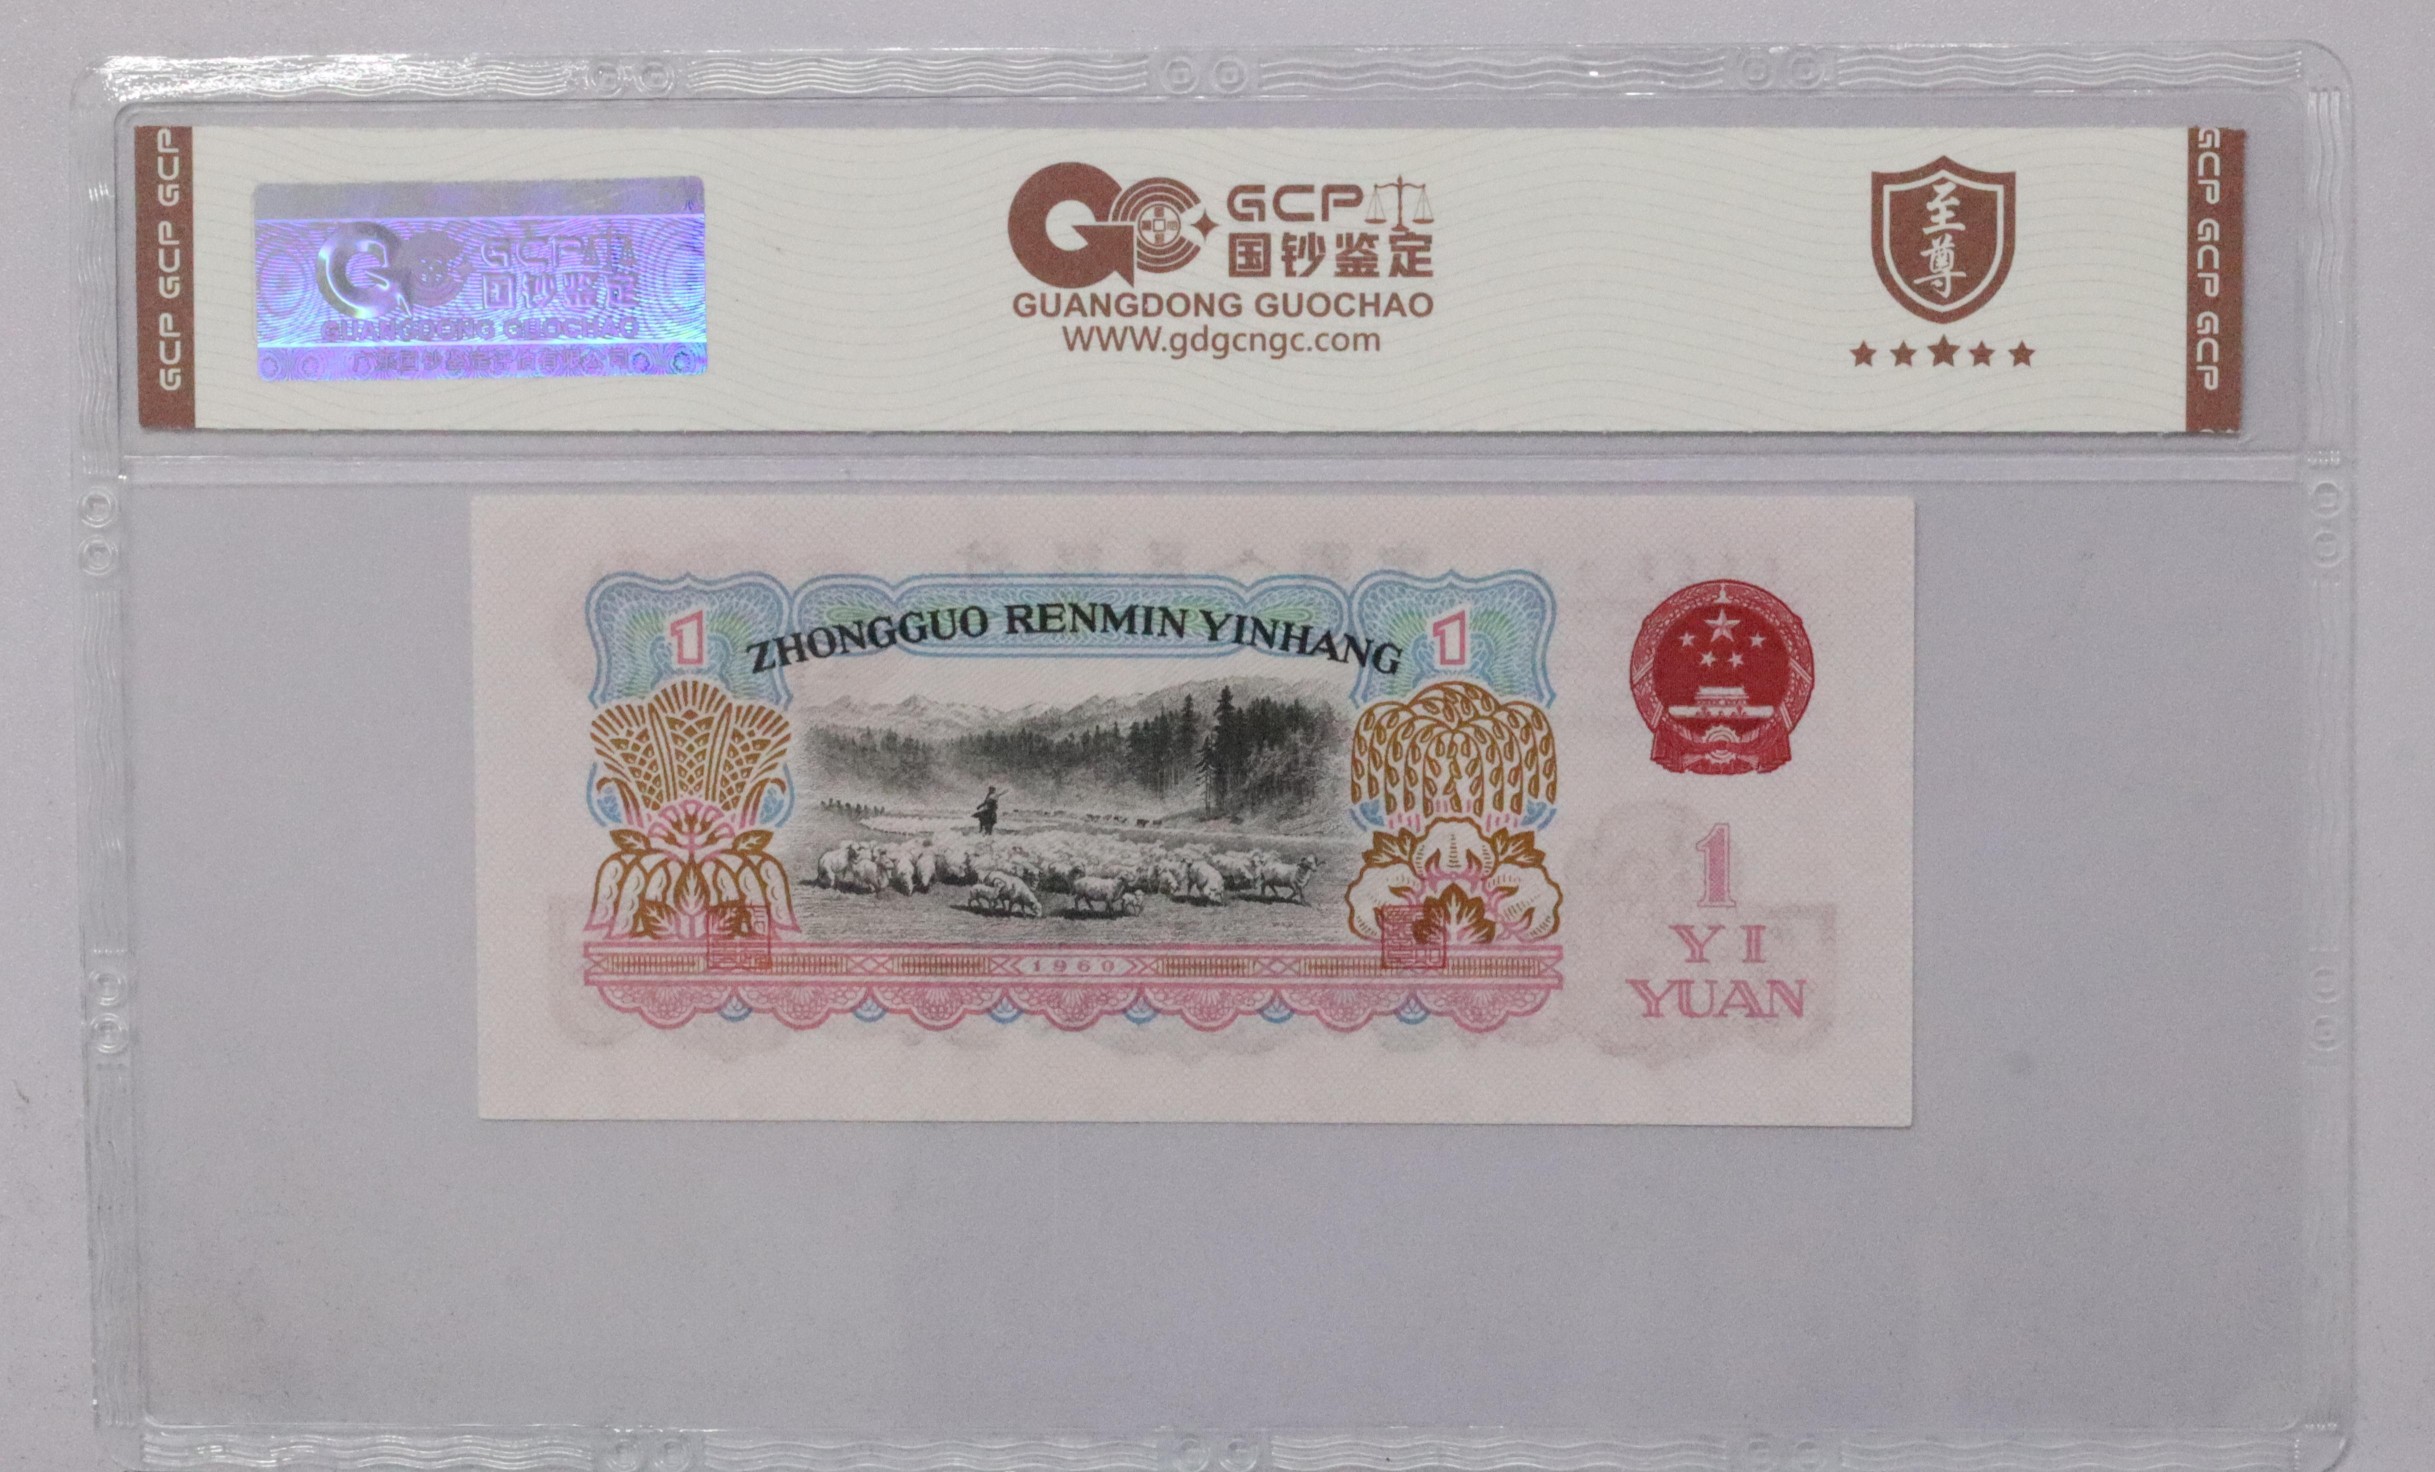 GCP GCP GCP
GCP
国钞鉴定
GUANGDONG GUOCHAO
GCP
国钞鉴定
GUANGDONG GUOCHAO
WWW.gdgcngc.com
至
尊
GCP GCP GCP
1
ZHONGGUO RENMIN YINHANG
1
1960
1
YI
YUAN